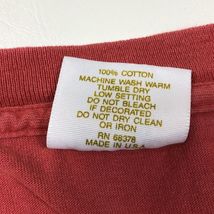 100% COTTON
MACHINE WASH WARM
TUMBLE DRY
LOW SETTING
DO NOT BLEACH
IF DECORATED
DO NOT DRY CLEAN
OR IRON
RN 68378
MADE IN U.S.A.